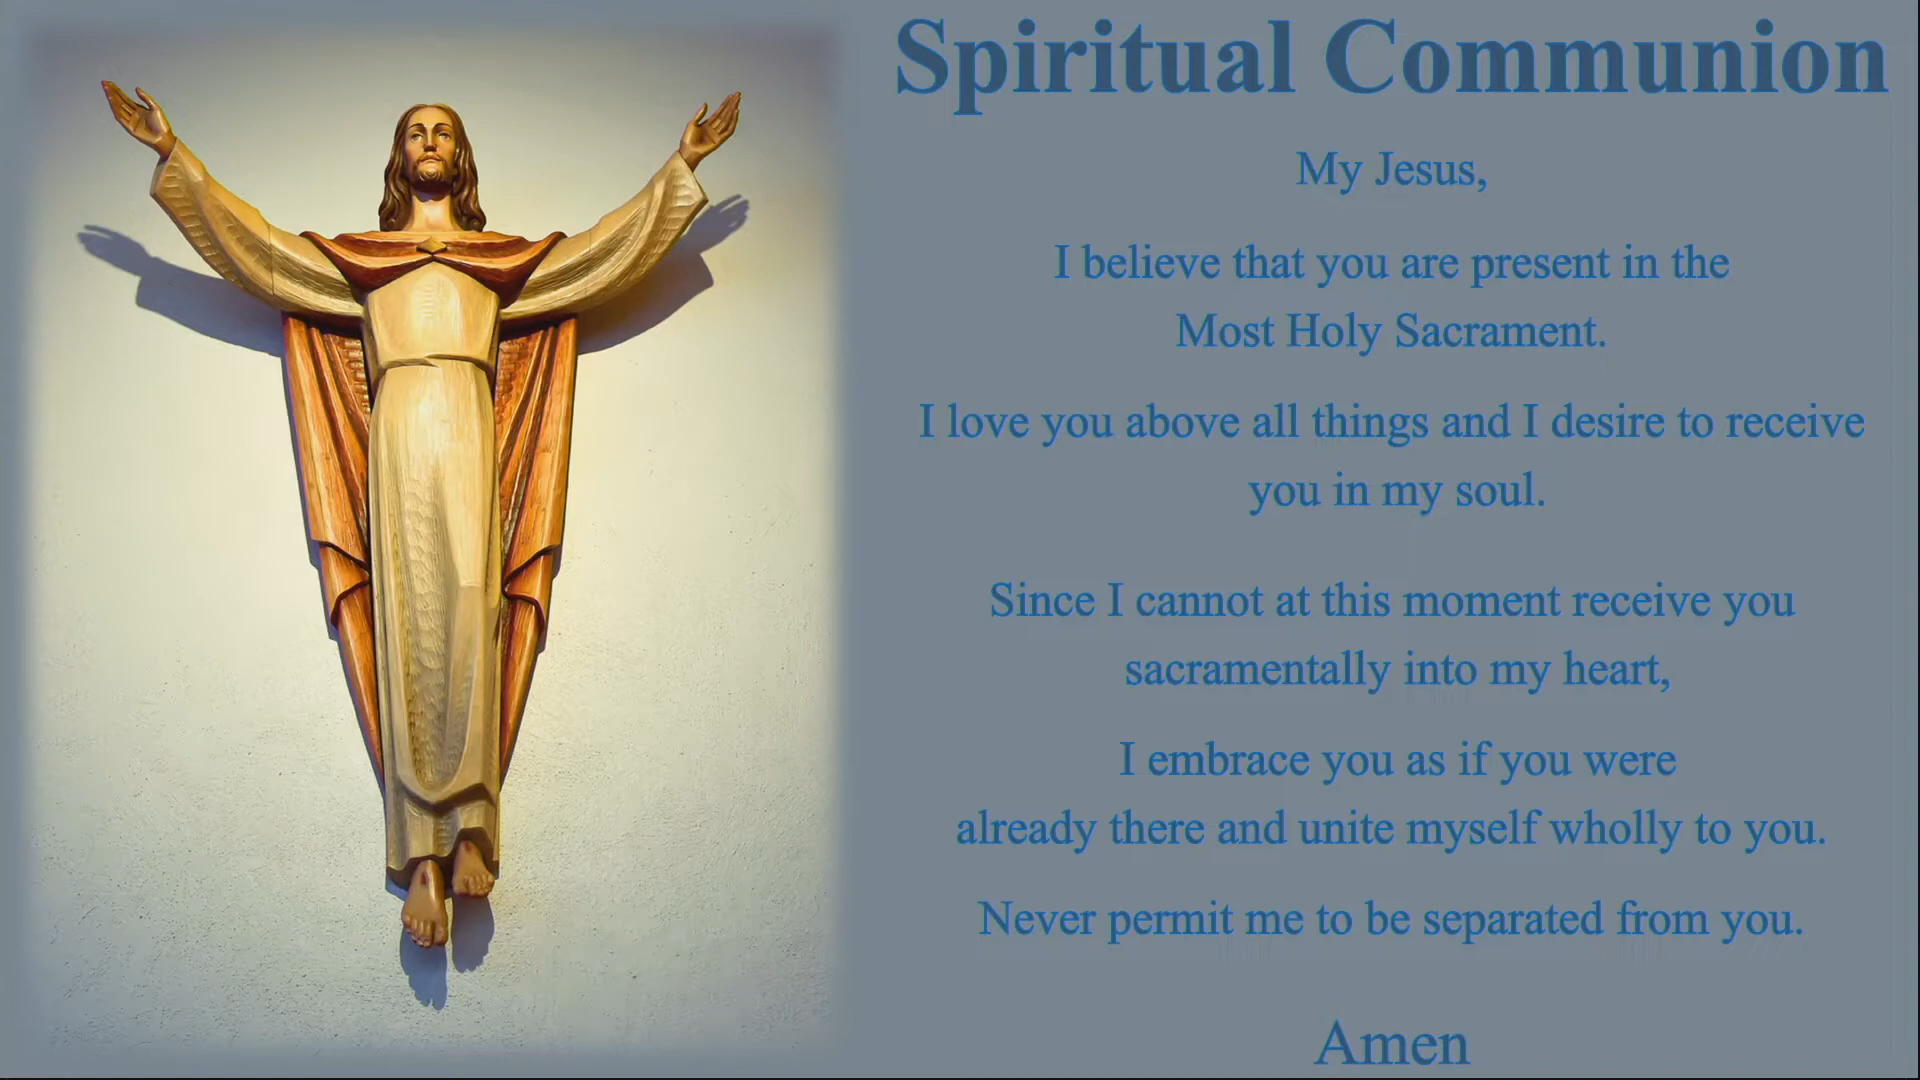 Spiritual Communion
My Jesus,
I believe that you are present in the
Most Holy Sacrament.
I love you above all things and I desire to receive
you in my soul.
Since I cannot at this moment receive you
sacramentally into my heart,
I embrace you as if you were
already there and unite myself wholly to you.
Never permit me to be separated from you.
Amen